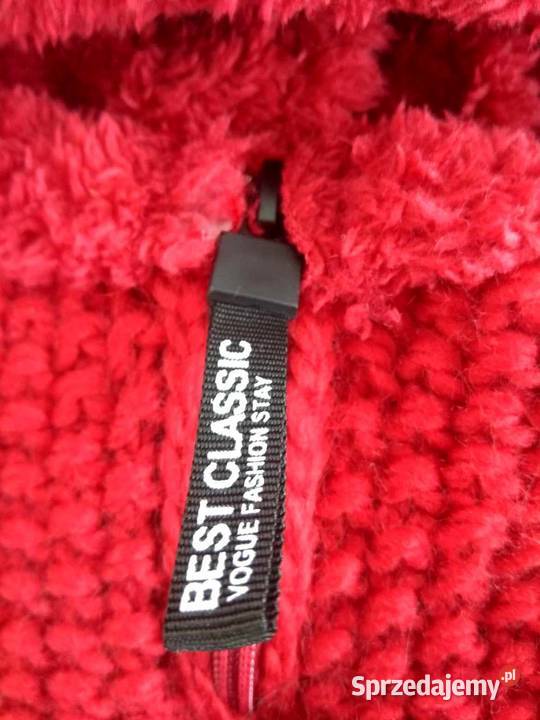 BEST CLASSIC
VOGUE FASHION STAY
Sprzedajemy.pl